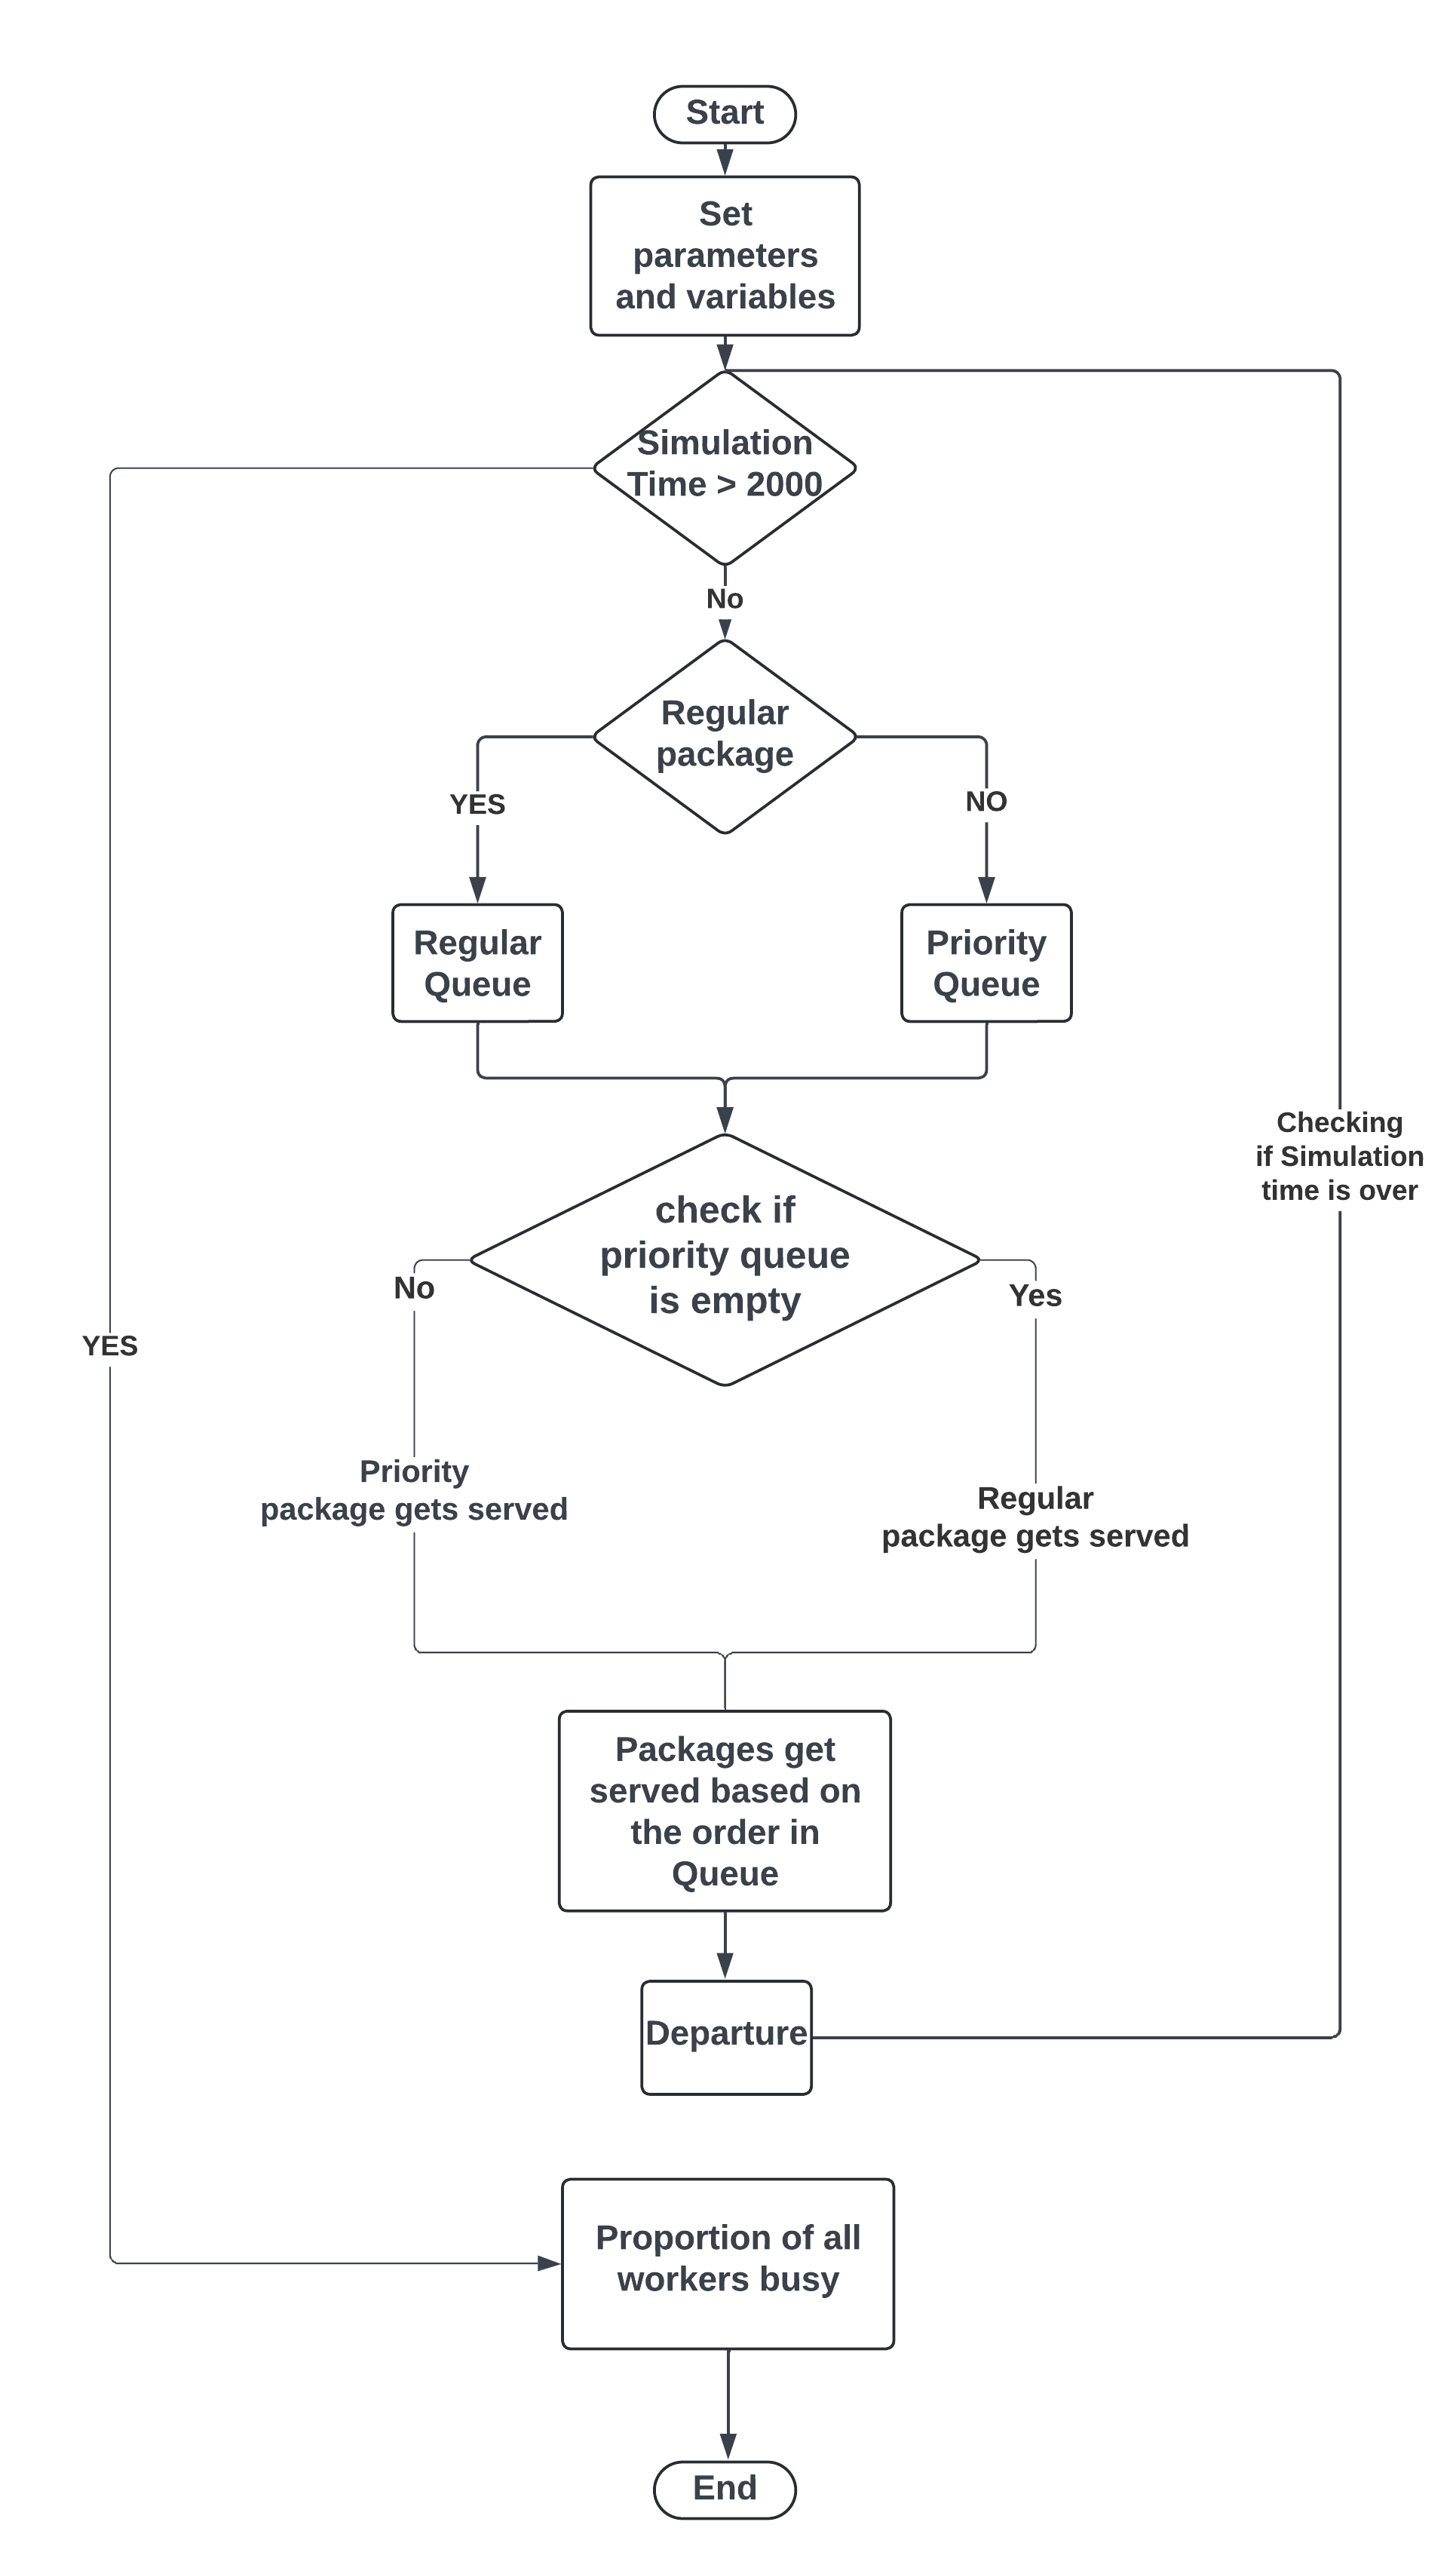 Start
Set
parameters
and variables
Simulation
Time > 2000
No
Regular
package
YES
NO
Regular
Queue
Priority
Queue
Checking
if Simulation
time is over
check if
priority queue
is empty
No
Yes
YES
Priority
package gets served
Regular
package gets served
Packages get
served based on
the order in
Queue
Departure
Proportion of all
workers busy
End